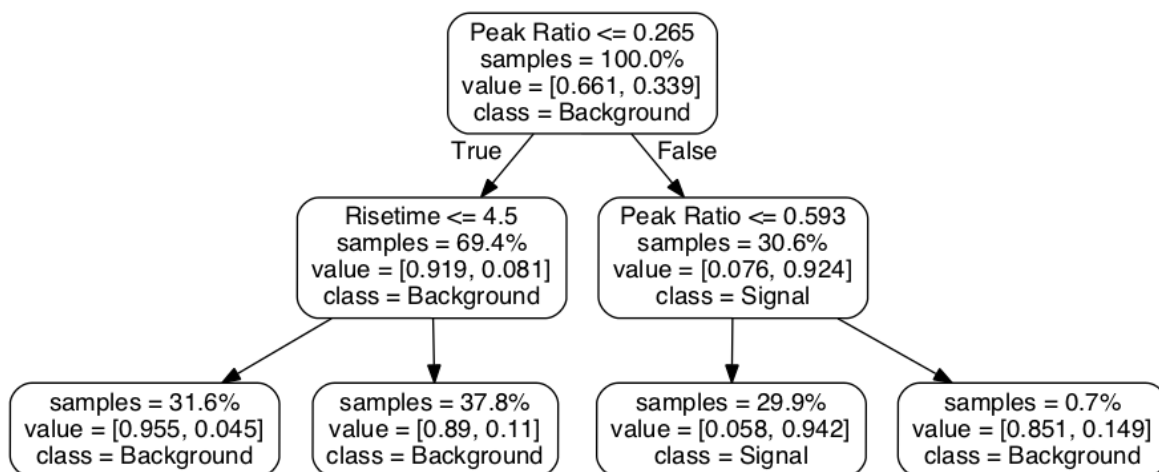 Peak Ratio <= 0.265
samples = 100.0%
value = [0.661, 0.339]
class = Background
True
False
Risetime <= 4.5
samples = 69.4%
value = [0.919, 0.081]
class = Background
Peak Ratio <= 0.593
samples = 30.6%
value = [0.076, 0.924]
class = Signal
samples = 31.6%
value = [0.955, 0.045]
class = Background
samples = 37.8%
value = [0.89, 0.11]
class = Background
samples = 29.9%
value = [0.058, 0.942]
class = Signal
samples = 0.7%
value = [0.851, 0.149]
class = Background